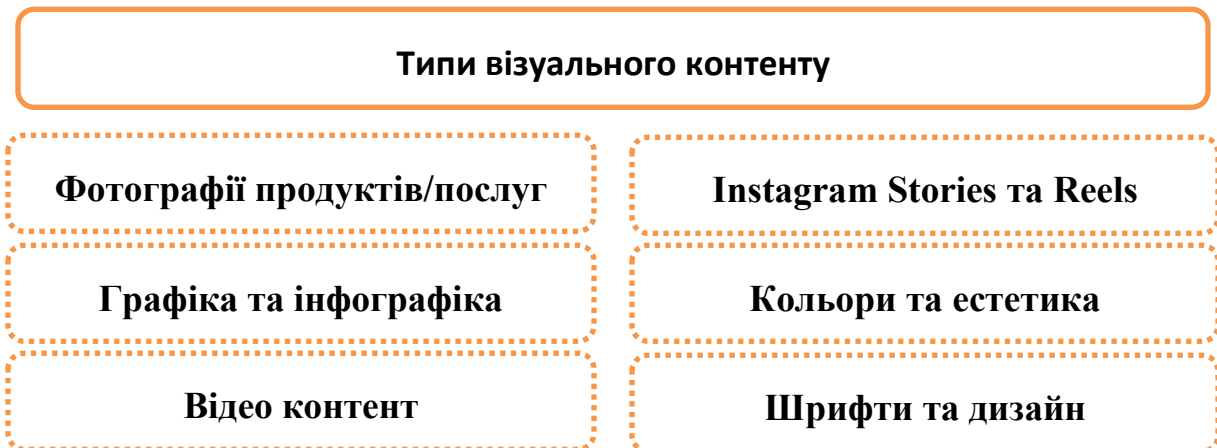 Типи візуального контенту
Фотографії продуктів/послуг
Instagram Stories та Reels
Графіка та інфографіка
Кольори та естетика
Відео контент
Шрифти та дизайн